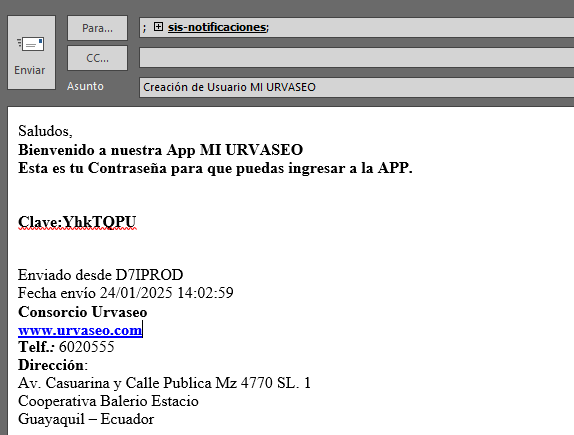 Enviar
Para...
; sis-notificaciones;
CC...
Asunto
Creación de Usuario MI URVASEO
Saludos,
Bienvenido a nuestra App MI URVASEO
Esta es tu Contraseña para que puedas ingresar a la APP.
Clave:YhkTQPU
Enviado desde D7IPROD
Fecha envío 24/01/2025 14:02:59
Consorcio Urvaseo
www.urvaseo.com
Telf.: 6020555
Dirección:
Av. Casuarina y Calle Publica Mz 4770 SL. 1
Cooperativa Balerio Estacio
Guayaquil – Ecuador